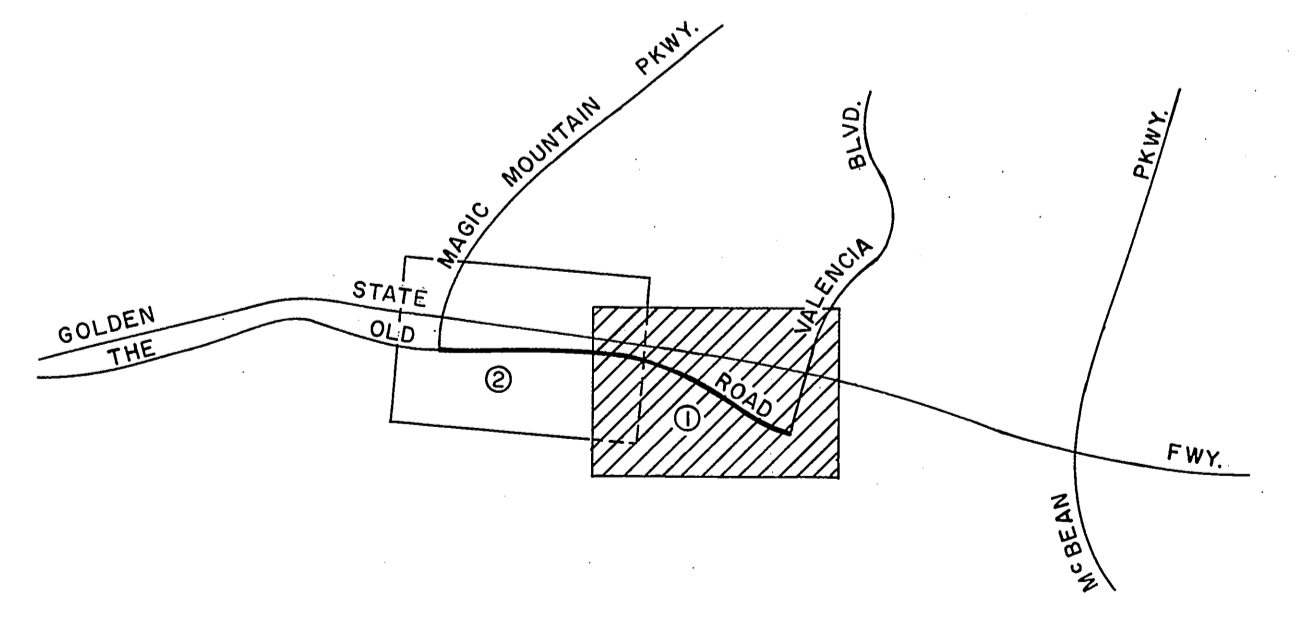 MAGIC MOUNTAIN PKWY.
VALENCIA BLVD.
McBEAN PKWY.
GOLDEN STATE FWY.
THE OLD ROAD
②
①